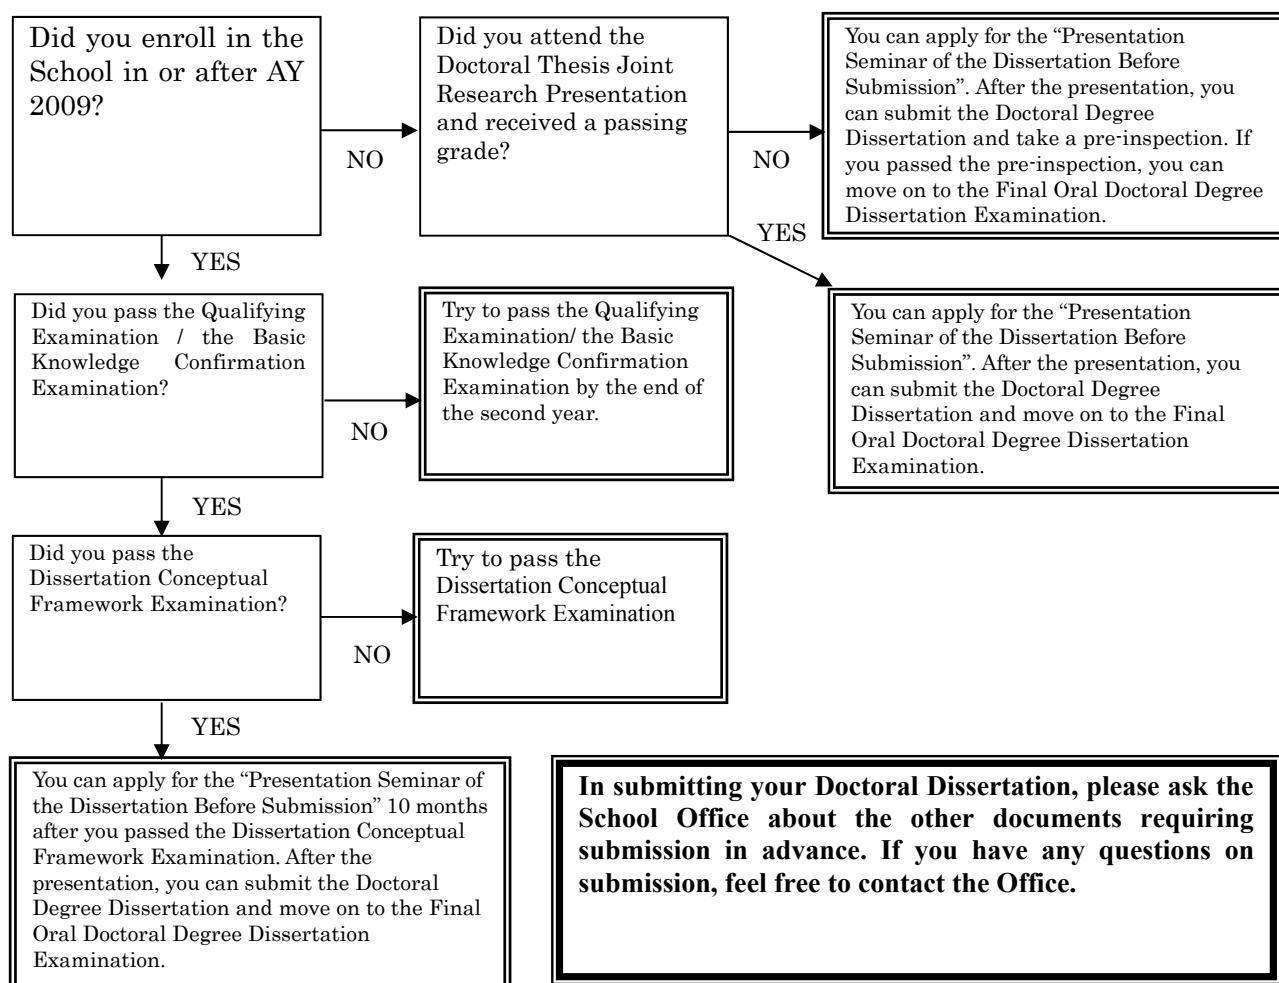 Did you enroll in the
School in or after AY
2009?
NO
Did you attend the
Doctoral Thesis Joint
Research Presentation
and received a passing
grade?
NO
You can apply for the “Presentation
Seminar of the Dissertation Before
Submission”. After the presentation, you
can submit the Doctoral Degree
Dissertation and take a pre-inspection. If
you passed the pre-inspection, you can
move on to the Final Oral Doctoral Degree
Dissertation Examination.
YES
YES
Did you pass the Qualifying
Examination / the Basic
Knowledge Confirmation
Examination?
NO
Try to pass the Qualifying
Examination/ the Basic
Knowledge Confirmation
Examination by the end of
the second year.
You can apply for the “Presentation
Seminar of the Dissertation Before
Submission”. After the presentation, you
can submit the Doctoral Degree
Dissertation and move on to the Final
Oral Doctoral Degree Dissertation
Examination.
YES
Did you pass the
Dissertation Conceptual
Framework Examination?
NO
Try to pass the
Dissertation Conceptual
Framework Examination
YES
You can apply for the “Presentation Seminar of
the Dissertation Before Submission” 10 months
after you passed the Dissertation Conceptual
Framework Examination. After the
presentation, you can submit the Doctoral
Degree Dissertation and move on to the Final
Oral Doctoral Degree Dissertation
Examination.
In submitting your Doctoral Dissertation, please ask the
School Office about the other documents requiring
submission in advance. If you have any questions on
submission, feel free to contact the Office.